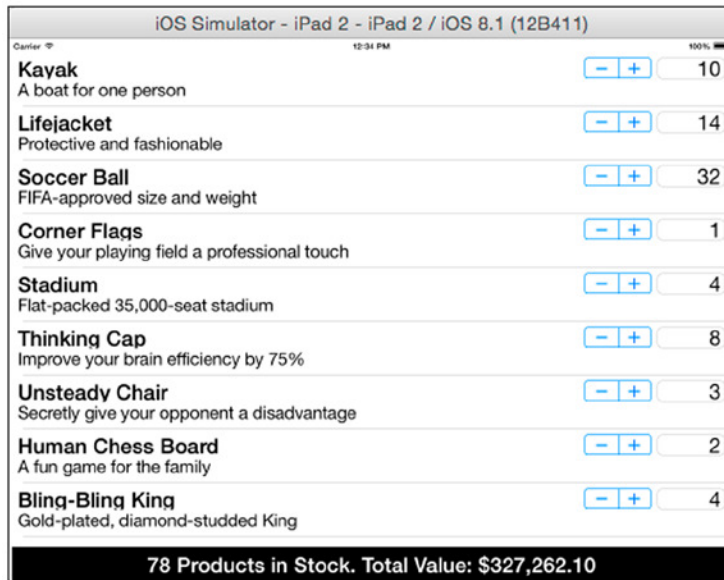 iOS Simulator - iPad 2 - iPad 2 / iOS 8.1 (12B411)
Carrier 12:34 PM 100%
Kayak - + 10
A boat for one person
Lifejacket - + 14
Protective and fashionable
Soccer Ball - + 32
FIFA-approved size and weight
Corner Flags - + 1
Give your playing field a professional touch
Stadium - + 4
Flat-packed 35,000-seat stadium
Thinking Cap - + 8
Improve your brain efficiency by 75%
Unsteady Chair - + 3
Secretly give your opponent a disadvantage
Human Chess Board - + 2
A fun game for the family
Bling-Bling King - + 4
Gold-plated, diamond-studded King
78 Products in Stock. Total Value: $327,262.10